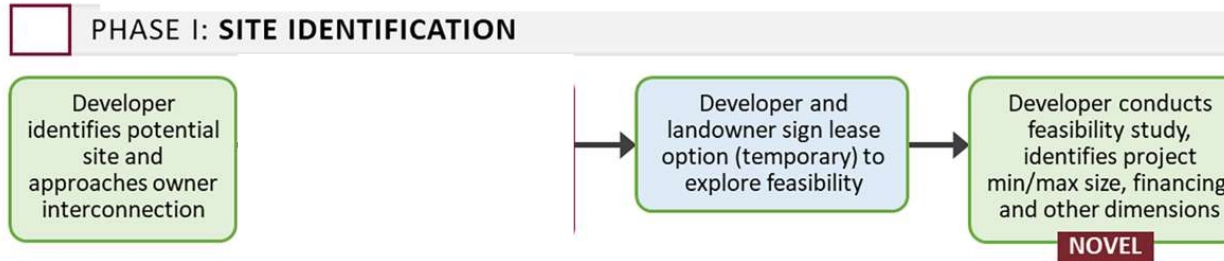 PHASE I: SITE IDENTIFICATION
Developer
identifies potential
site and
approaches owner
interconnection
Developer and
landowner sign lease
option (temporary) to
explore feasibility
Developer conducts
feasibility study,
identifies project
min/max size, financing
and other dimensions
NOVEL